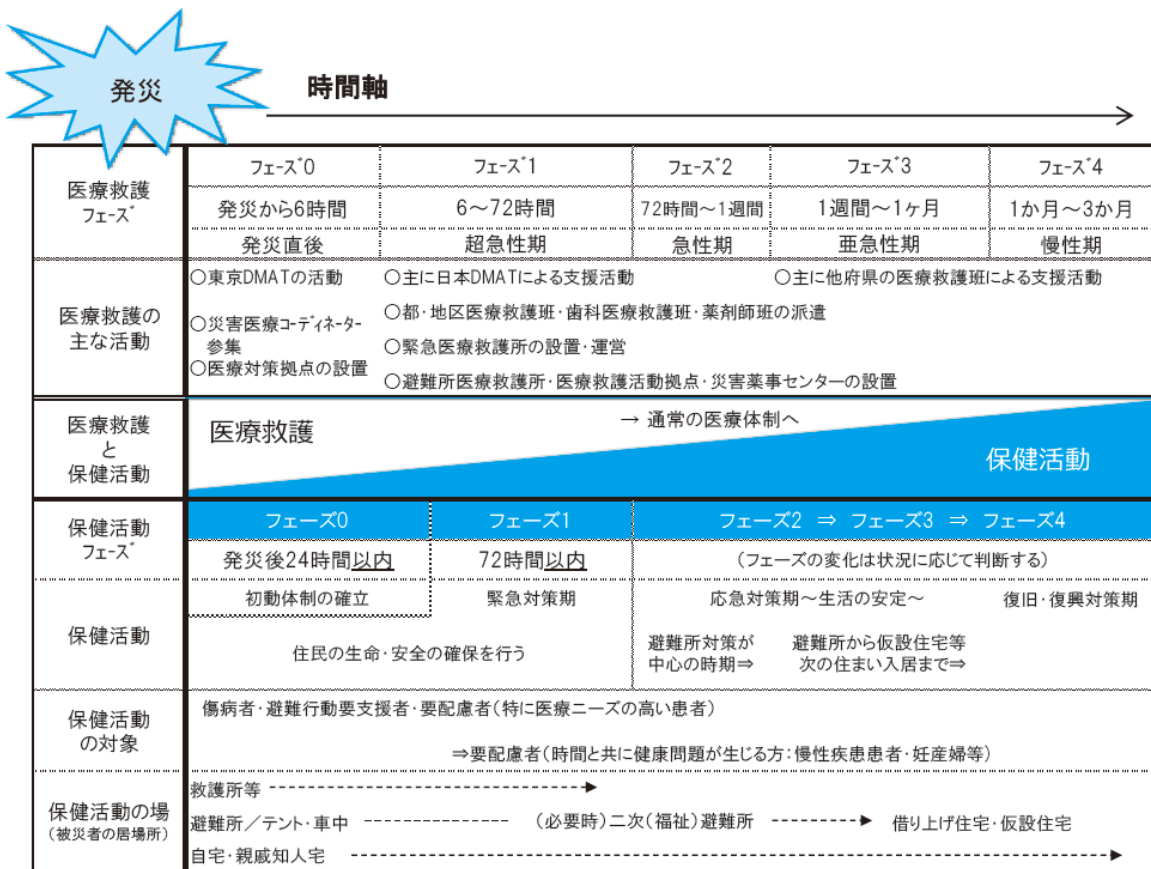 発災
時間軸
医療救護
フェーズ
フェーズ0
フェーズ1
フェーズ2
フェーズ3
フェーズ4
発災から6時間
6～72時間
72時間～1週間
1週間～1ヶ月
1か月～3か月
発災直後
超急性期
急性期
亜急性期
慢性期
医療救護の
主な活動
〇東京DMATの活動
〇災害医療コーディネーター
参集
〇医療対策拠点の設置
〇主に日本DMATによる支援活動
〇主に他府県の医療救護班による支援活動
〇都・地区医療救護班・歯科医療救護班・薬剤師班の派遣
〇緊急医療救護所の設置・運営
〇避難所医療救護所・医療救護活動拠点・災害薬事センターの設置
医療救護
と
保健活動
医療救護
→ 通常の医療体制へ
保健活動
保健活動
フェーズ
フェーズ0
フェーズ1
フェーズ2 ⇒ フェーズ3 ⇒ フェーズ4
発災後24時間以内
72時間以内
（フェーズの変化は状況に応じて判断する）
保健活動
初動体制の確立
緊急対策期
応急対策期～生活の安定～
復旧・復興対策期
住民の生命・安全の確保を行う
避難所対策が
中心の時期⇒
避難所から仮設住宅等
次の住まい入居まで⇒
保健活動
の対象
傷病者・避難行動要支援者・要配慮者（特に医療ニーズの高い患者）
⇒要配慮者（時間と共に健康問題が生じる方：慢性疾患患者・妊産婦等）
保健活動の場
（被災者の居場所）
救護所等
避難所／テント・車中
（必要時）二次（福祉）避難所
借り上げ住宅・仮設住宅
自宅・親戚知人宅